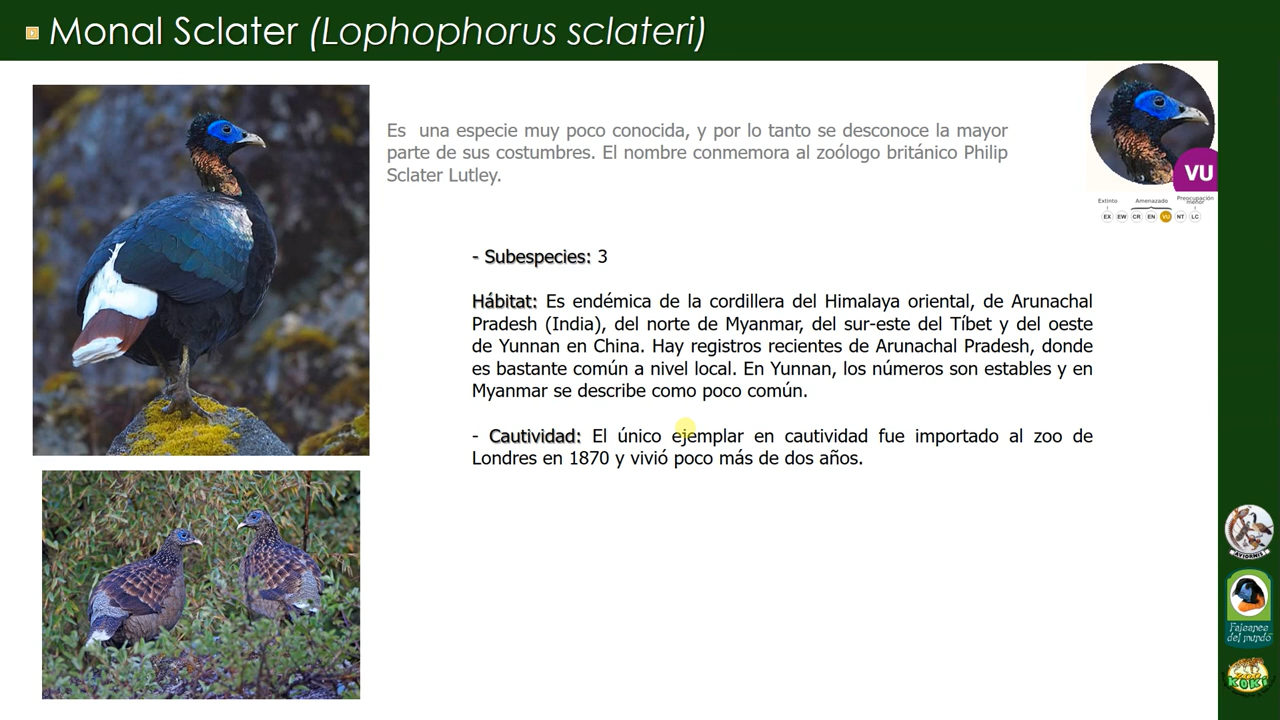 Monal Sclater (Lophophorus sclateri)
Es una especie muy poco conocida, y por lo tanto se desconoce la mayor
parte de sus costumbres. El nombre conmemora al zoólogo británico Philip
Sclater Lutley.
VU
Extinto Amenazado Preocupación menor
EX EW CR EN VU NT LC
- Subespecies: 3
Hábitat: Es endémica de la cordillera del Himalaya oriental, de Arunachal
Pradesh (India), del norte de Myanmar, del sur-este del Tíbet y del oeste
de Yunnan en China. Hay registros recientes de Arunachal Pradesh, donde
es bastante común a nivel local. En Yunnan, los números son estables y en
Myanmar se describe como poco común.
- Cautividad: El único ejemplar en cautividad fue importado al zoo de
Londres en 1870 y vivió poco más de dos años.
AVIORNIS
Faisanes
del mundo
KOKI